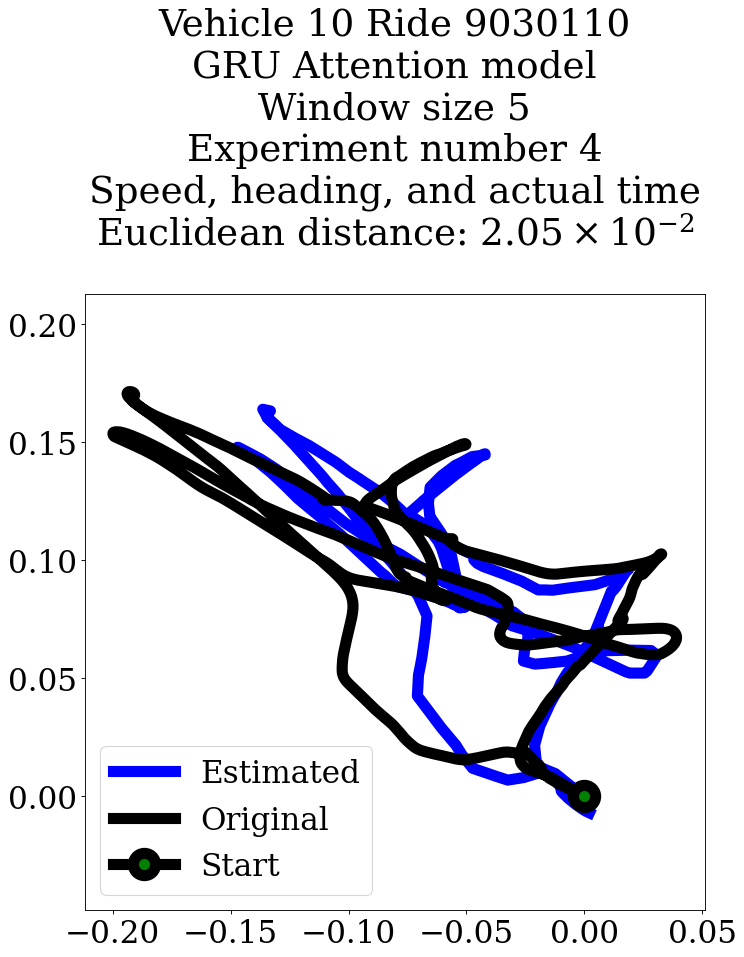 Vehicle 10 Ride 9030110
GRU Attention model
Window size 5
Experiment number 4
Speed, heading, and actual time
Euclidean distance: 2.05 × 10⁻²
0.20
0.15
0.10
0.05
0.00
Estimated
Original
Start
−0.20 −0.15 −0.10 −0.05 0.00 0.05